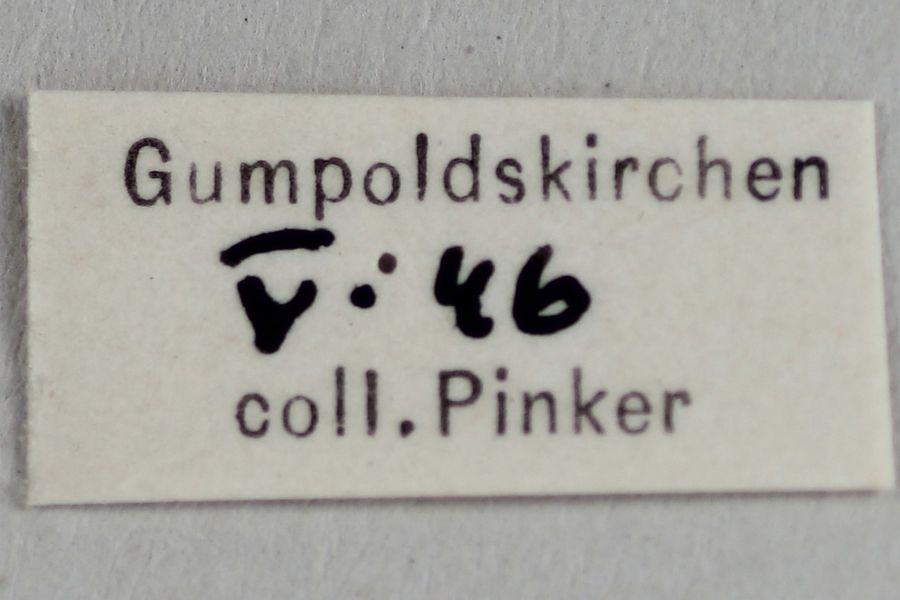 Gumpoldskirchen
V. 46
coll. Pinker